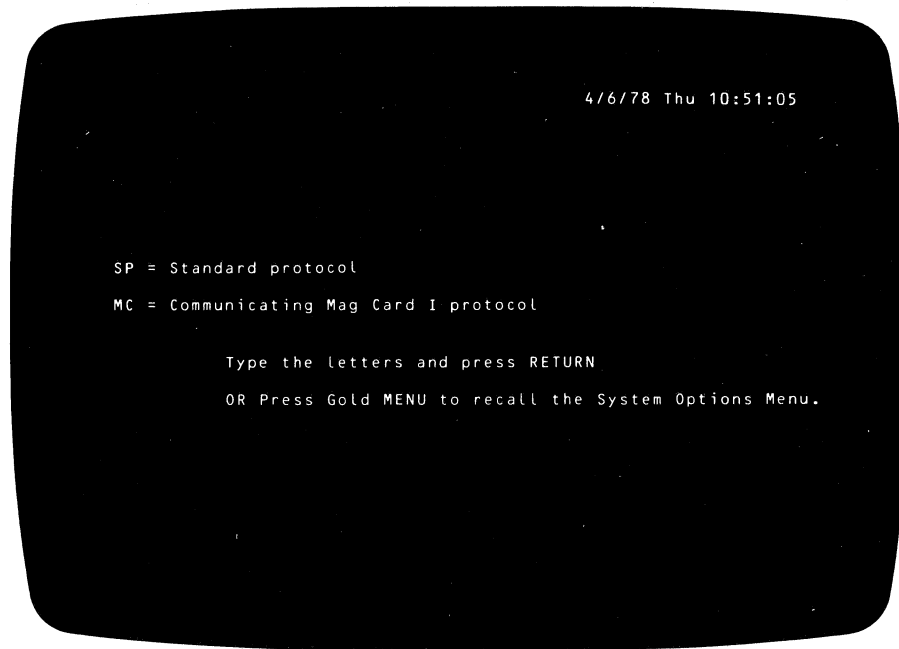 4/6/78 Thu 10:51:05
SP = Standard protocol
MC = Communicating Mag Card I protocol
Type the letters and press RETURN
OR Press Gold MENU to recall the System Options Menu.